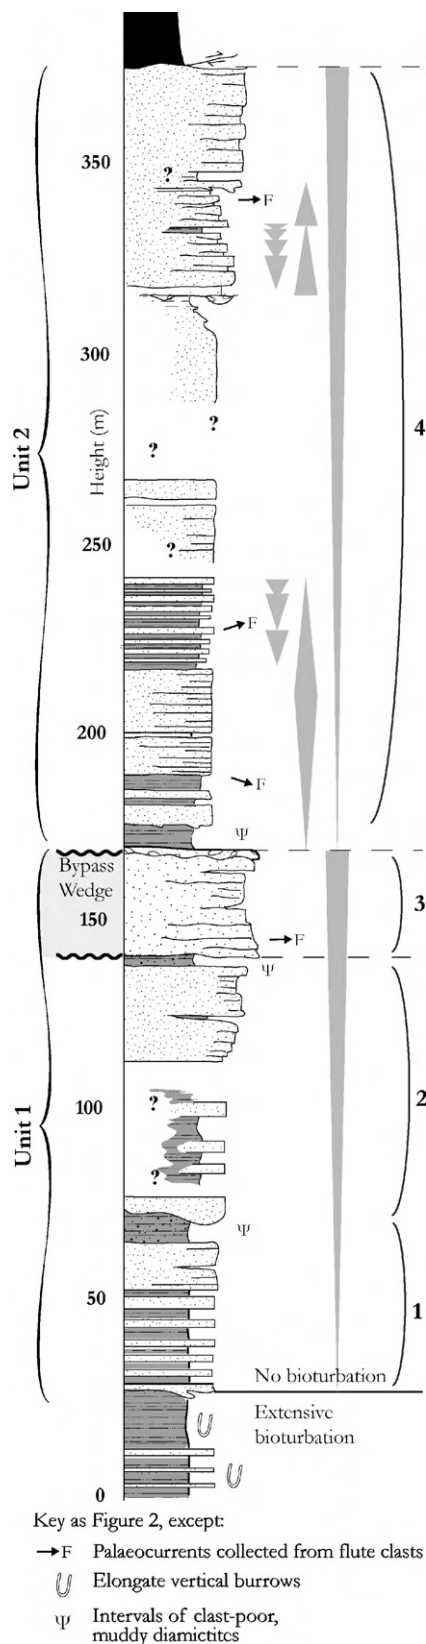 350
?
F
300
?
?
Height (m)
Unit 2
4
250
?
F
200
F
Ψ
Bypass
Wedge
150
3
F
Ψ
2
100
?
Unit 1
?
Ψ
50
1
No bioturbation
Extensive
bioturbation
0
Key as Figure 2, except:
F Palaeocurrents collected from flute clasts
Elongate vertical burrows
Ψ Intervals of clast-poor,
muddy diamictites